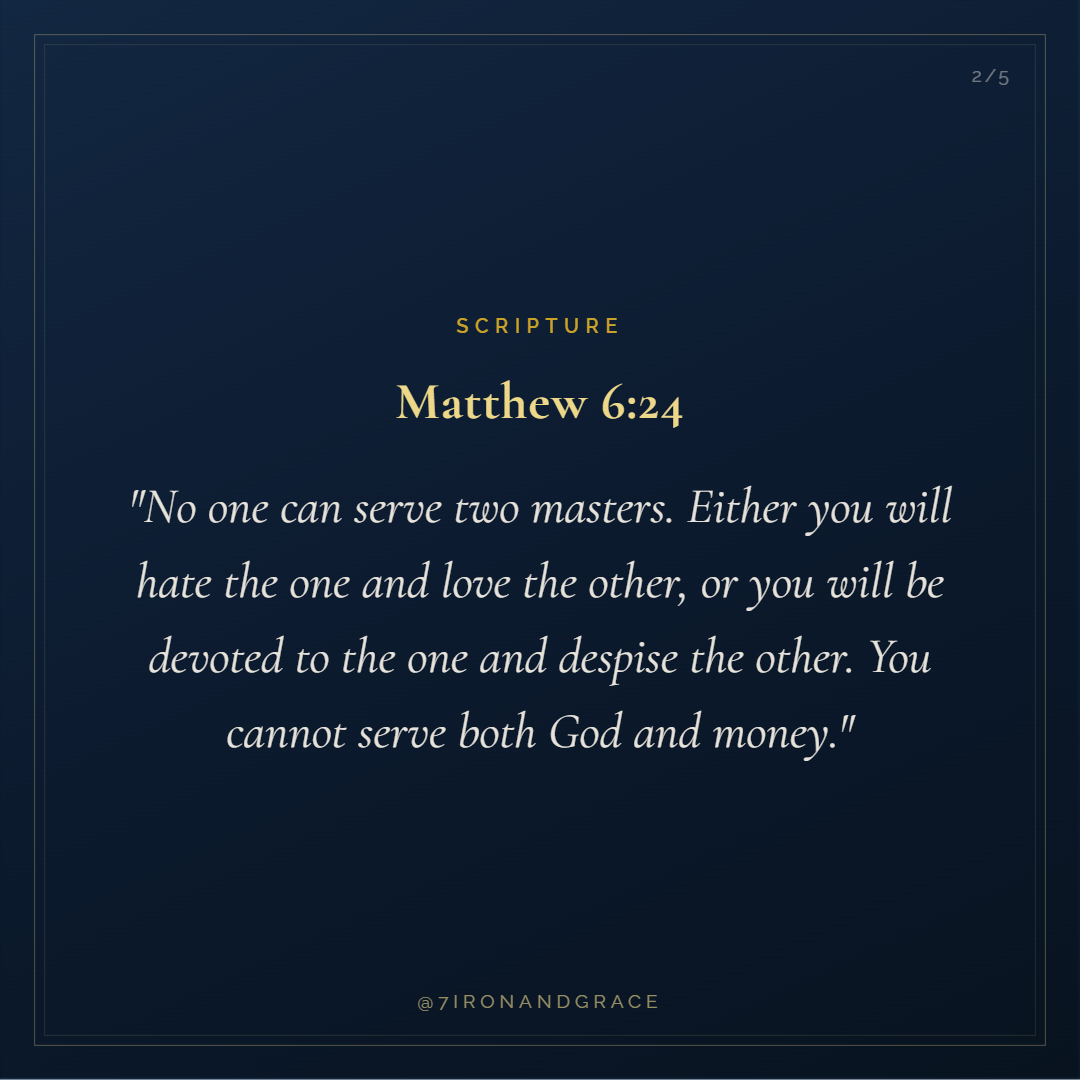 2/5
SCRIPTURE
Matthew 6:24
"No one can serve two masters. Either you will
hate the one and love the other, or you will be
devoted to the one and despise the other. You
cannot serve both God and money."
@7IRONANDGRACE